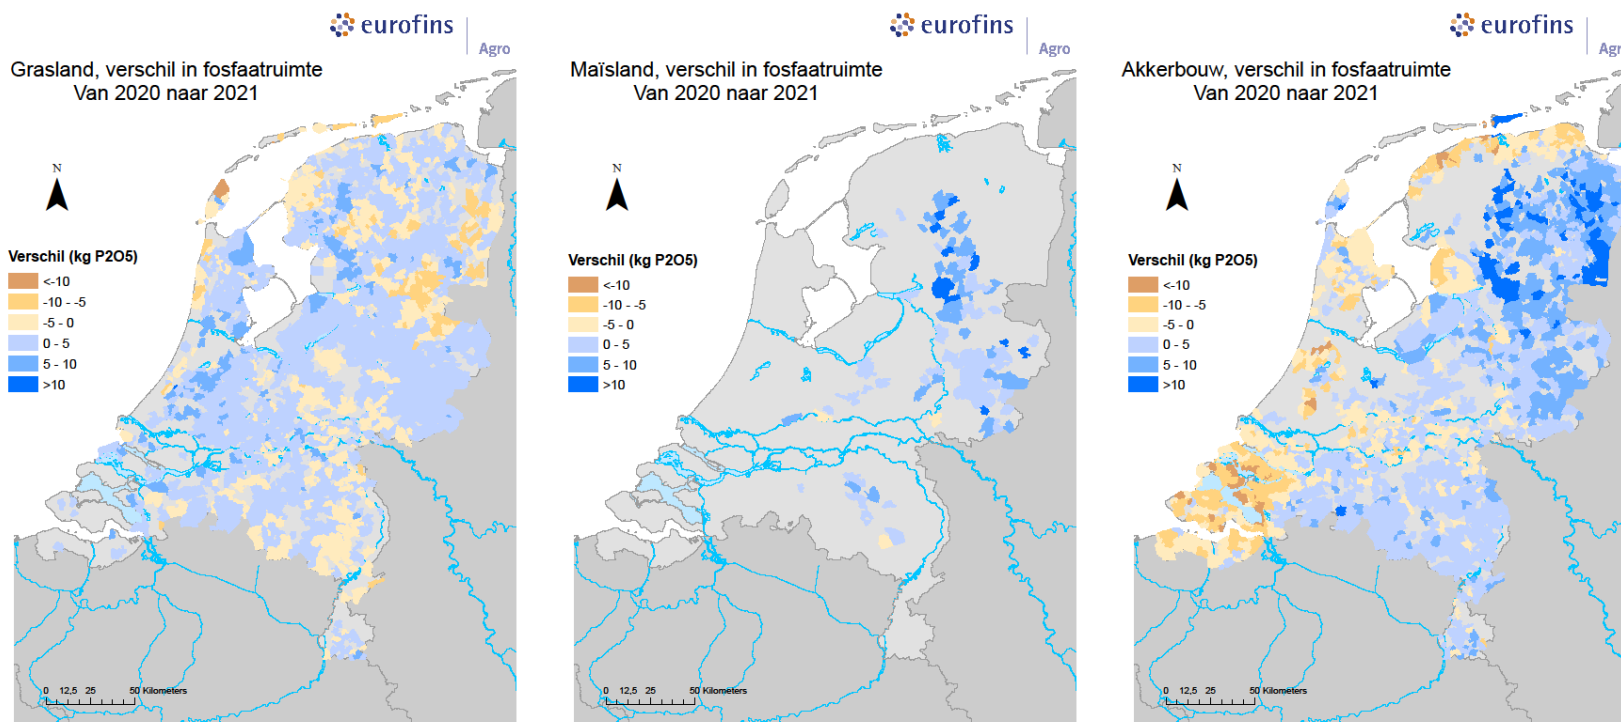 eurofins
Agro
Grasland, verschil in fosfaatruimte
Van 2020 naar 2021
N
Verschil (kg P2O5)
<-10
-10 - -5
-5 - 0
0 - 5
5 - 10
>10
0 12,5 25 50 Kilometers
eurofins
Agro
Maïsland, verschil in fosfaatruimte
Van 2020 naar 2021
N
Verschil (kg P2O5)
<-10
-10 - -5
-5 - 0
0 - 5
5 - 10
>10
0 12,5 25 50 Kilometers
eurofins
Agro
Akkerbouw, verschil in fosfaatruimte
Van 2020 naar 2021
N
Verschil (kg P2O5)
<-10
-10 - -5
-5 - 0
0 - 5
5 - 10
>10
0 12,5 25 50 Kilometers